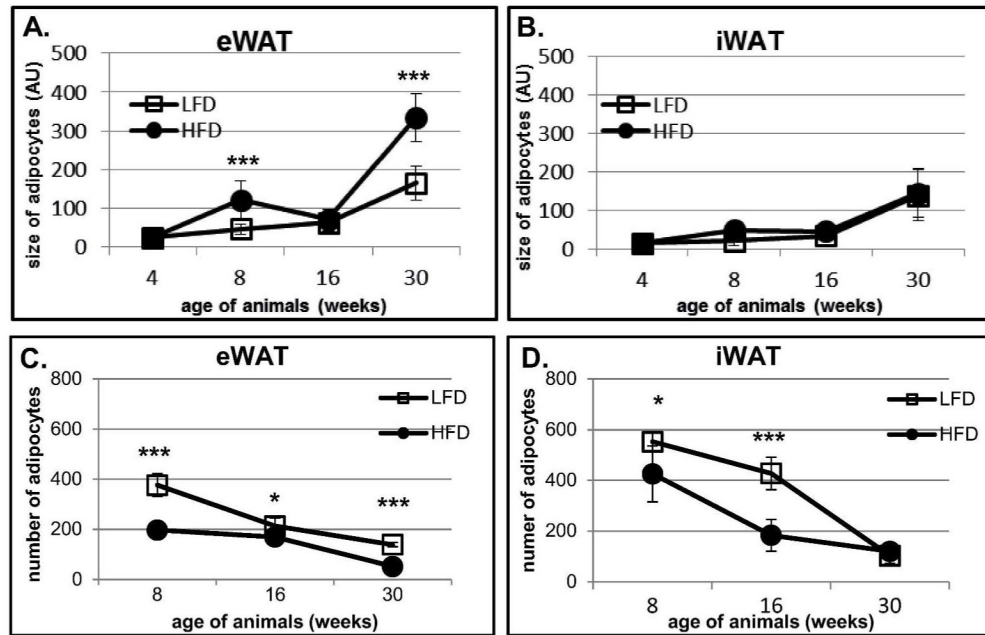 A.
eWAT
size of adipocytes (AU)
500
400
300
200
100
0
LFD
HFD
***
***
4 8 16 30
age of animals (weeks)
B.
iWAT
size of adipocytes (AU)
500
400
300
200
100
0
LFD
HFD
4 8 16 30
age of animals (weeks)
C.
eWAT
number of adipocytes
800
600
400
200
0
LFD
HFD
***
*
***
8 16 30
age of animals (weeks)
D.
iWAT
numer of adipocytes
800
600
400
200
0
LFD
HFD
*
***
8 16 30
age of animals (weeks)